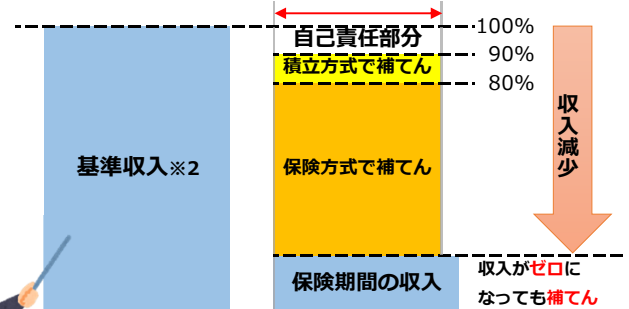 自己責任部分
100%
90%
積立方式で補てん
80%
収入減少
基準収入※2
保険方式で補てん
保険期間の収入
収入がゼロに
なっても補てん